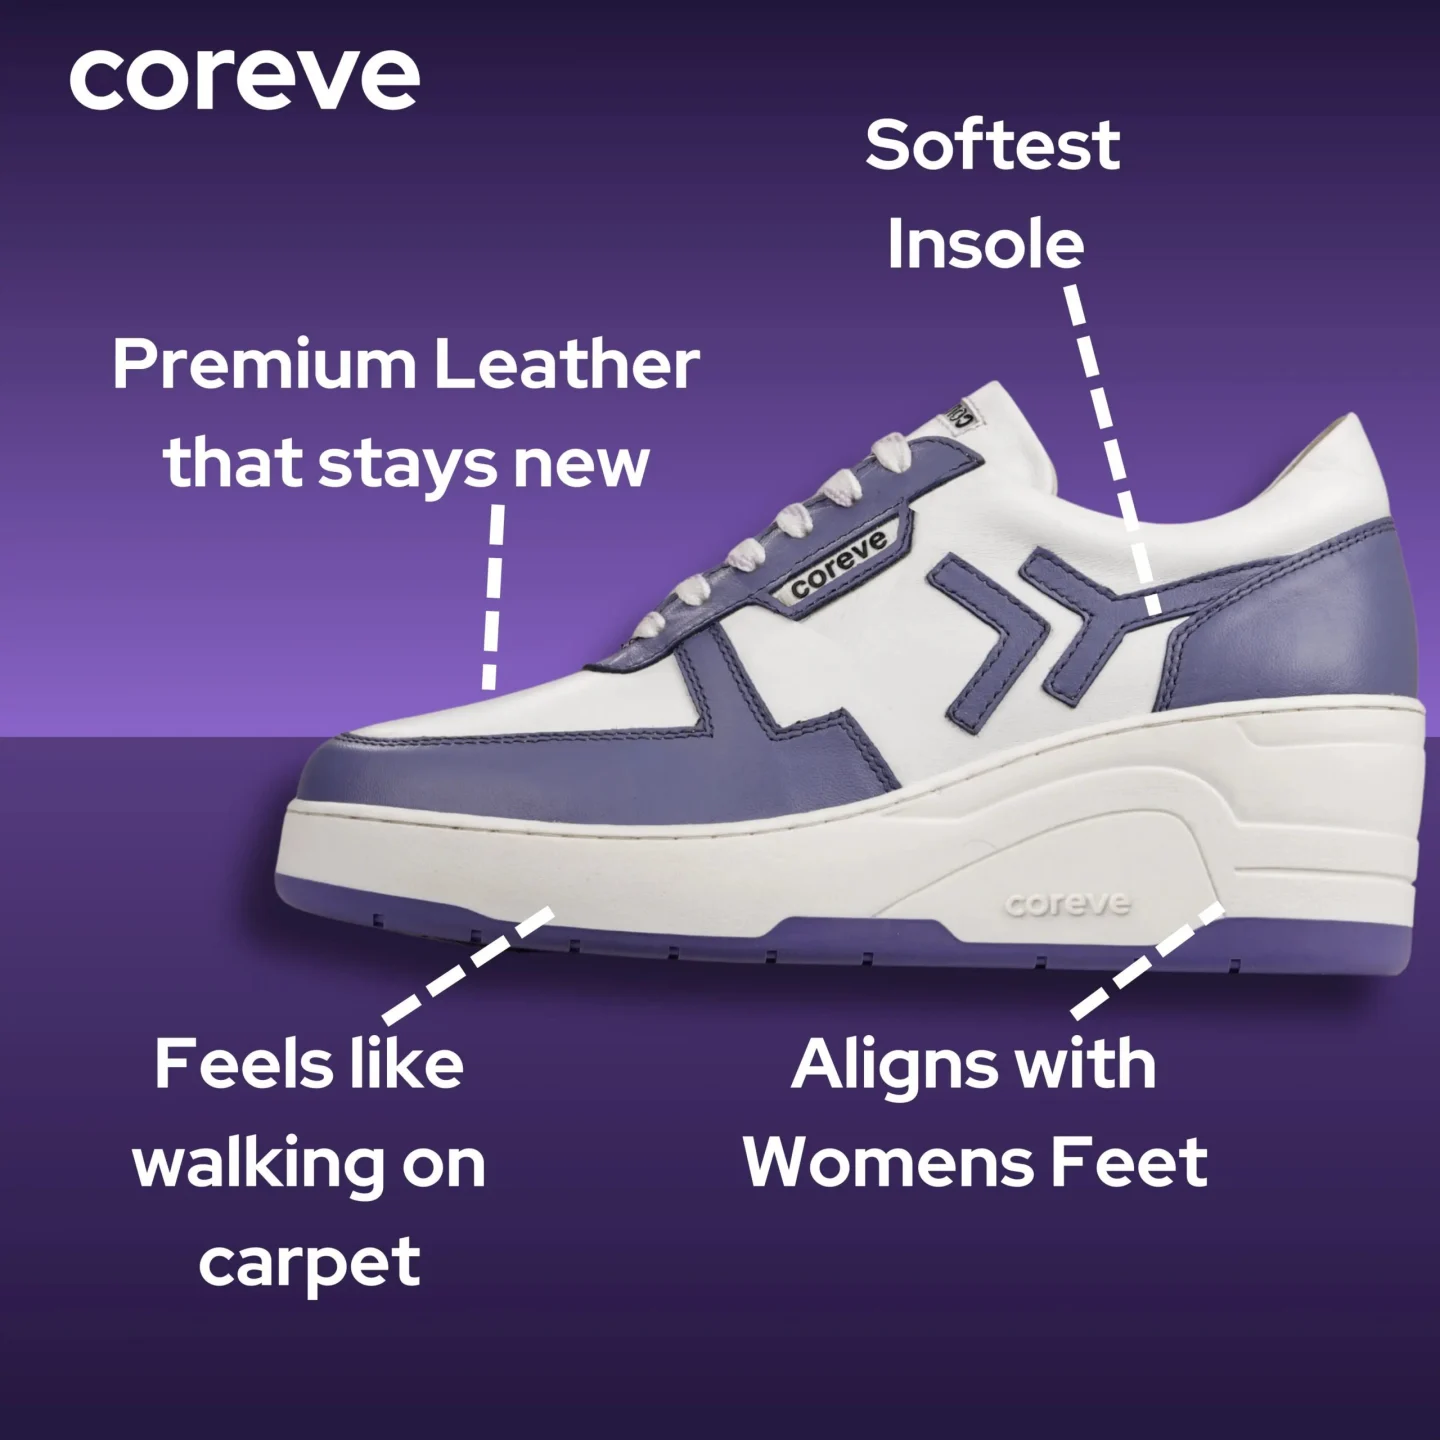 coreve
Softest
Insole
Premium Leather
that stays new
coreve
coreve
Feels like
walking on
carpet
Aligns with
Womens Feet